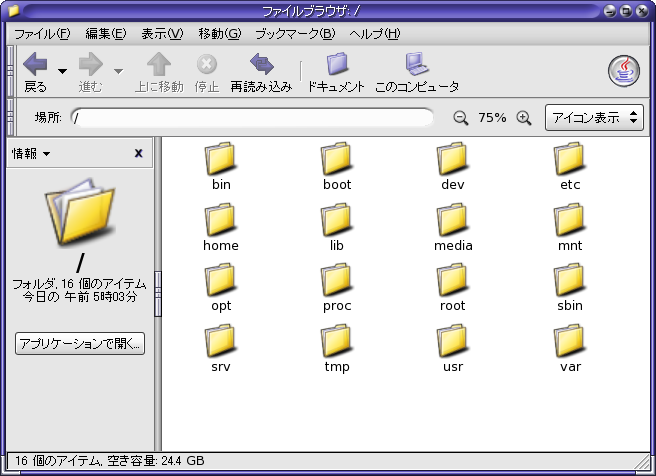 ファイルブラウザ: /
ファイル(F) 編集(E) 表示(V) 移動(G) ブックマーク(B) ヘルプ(H)
戻る 進む 上に移動 停止 再読み込み ドキュメント このコンピュータ
場所: / 75% アイコン表示
情報 x
/
フォルダ, 16 個のアイテム
今日の 午前 5時03分
アプリケーションで開く...
bin boot dev etc
home lib media mnt
opt proc root sbin
srv tmp usr var
16 個のアイテム, 空き容量: 24.4 GB